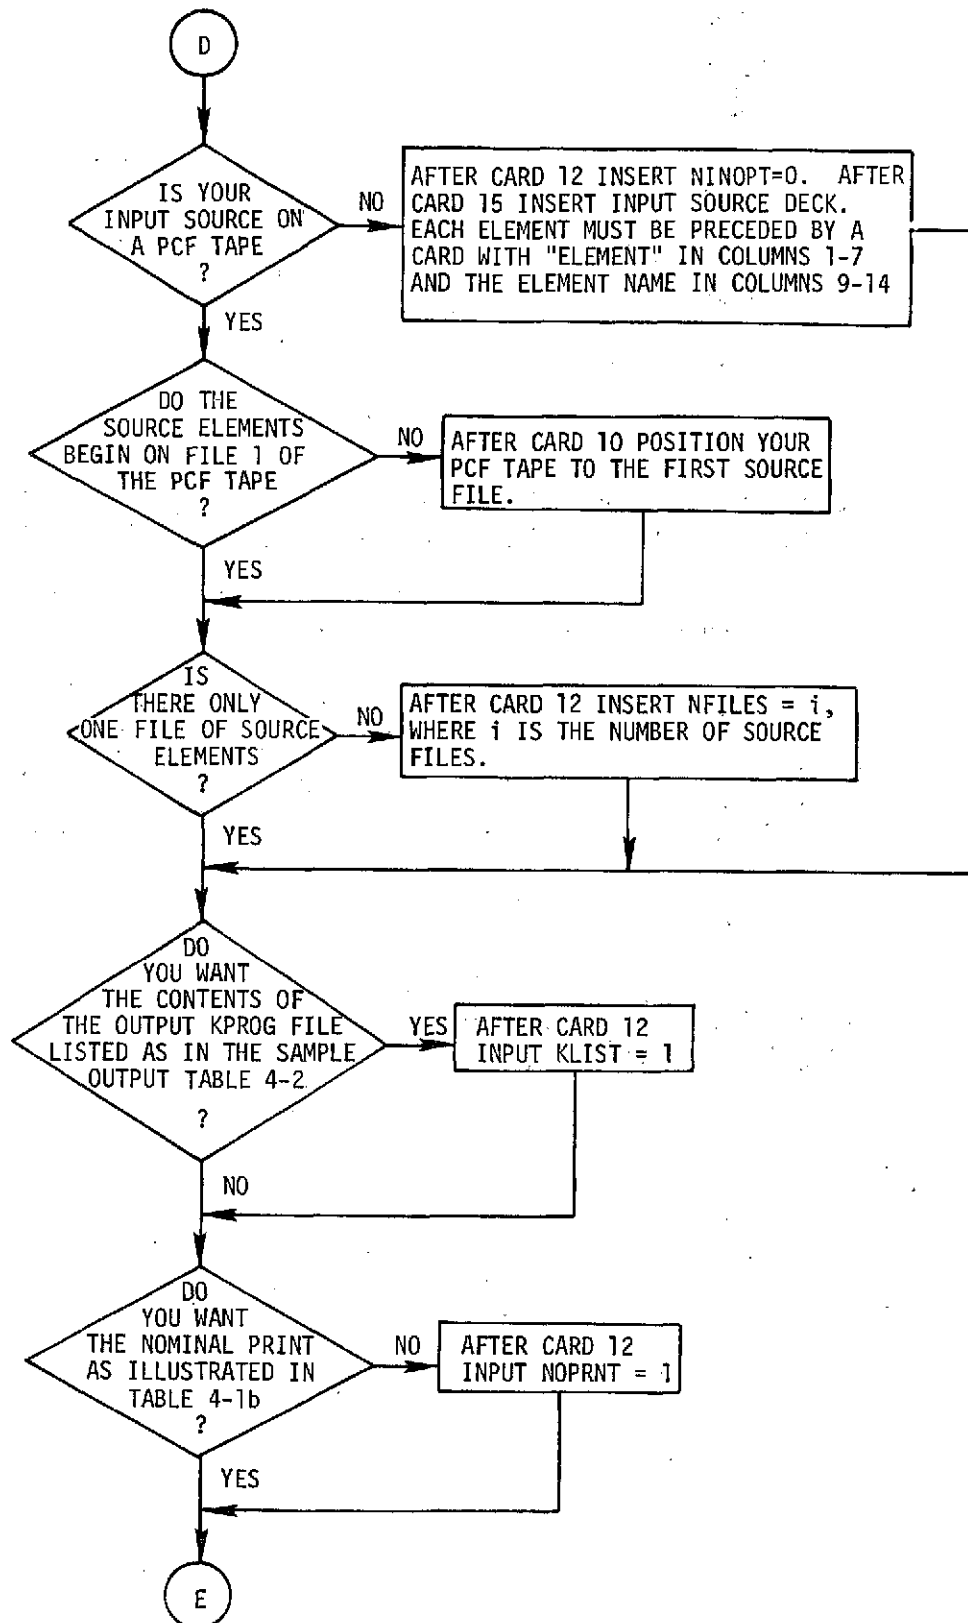 D
IS YOUR
INPUT SOURCE ON
A PCF TAPE
?
NO
AFTER CARD 12 INSERT NINOPT=0. AFTER
CARD 15 INSERT INPUT SOURCE DECK.
EACH ELEMENT MUST BE PRECEDED BY A
CARD WITH "ELEMENT" IN COLUMNS 1-7
AND THE ELEMENT NAME IN COLUMNS 9-14
YES
DO THE
SOURCE ELEMENTS
BEGIN ON FILE 1 OF
THE PCF TAPE
?
NO
AFTER CARD 10 POSITION YOUR
PCF TAPE TO THE FIRST SOURCE
FILE.
YES
IS
THERE ONLY
ONE FILE OF SOURCE
ELEMENTS
?
NO
AFTER CARD 12 INSERT NFILES = i,
WHERE i IS THE NUMBER OF SOURCE
FILES.
YES
DO
YOU WANT
THE CONTENTS OF
THE OUTPUT KPROG FILE
LISTED AS IN THE SAMPLE
OUTPUT TABLE 4-2
?
YES
AFTER CARD 12
INPUT KLIST = 1
NO
DO
YOU WANT
THE NOMINAL PRINT
AS ILLUSTRATED IN
TABLE 4-1b
?
NO
AFTER CARD 12
INPUT NOPRNT = 1
YES
E